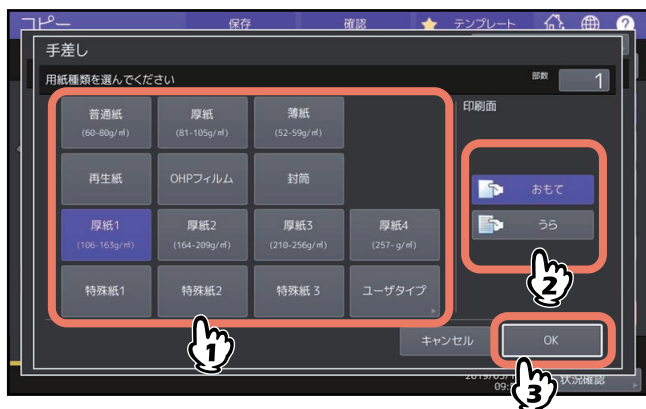 コピー 保存 確認 テンプレート ?
手差し
用紙種類を選んでください 部数 1
普通紙 厚紙 薄紙 印刷面
(60-80g/㎡) (81-105g/㎡) (52-59g/㎡)
再生紙 OHPフィルム 封筒 おもて
厚紙1 厚紙2 厚紙3 厚紙4 うら
(106-163g/㎡) (164-209g/㎡) (210-256g/㎡) (257- g/㎡)
特殊紙1 特殊紙2 特殊紙 3 ユーザタイプ 2
1
キャンセル OK
状況確認
09: 3